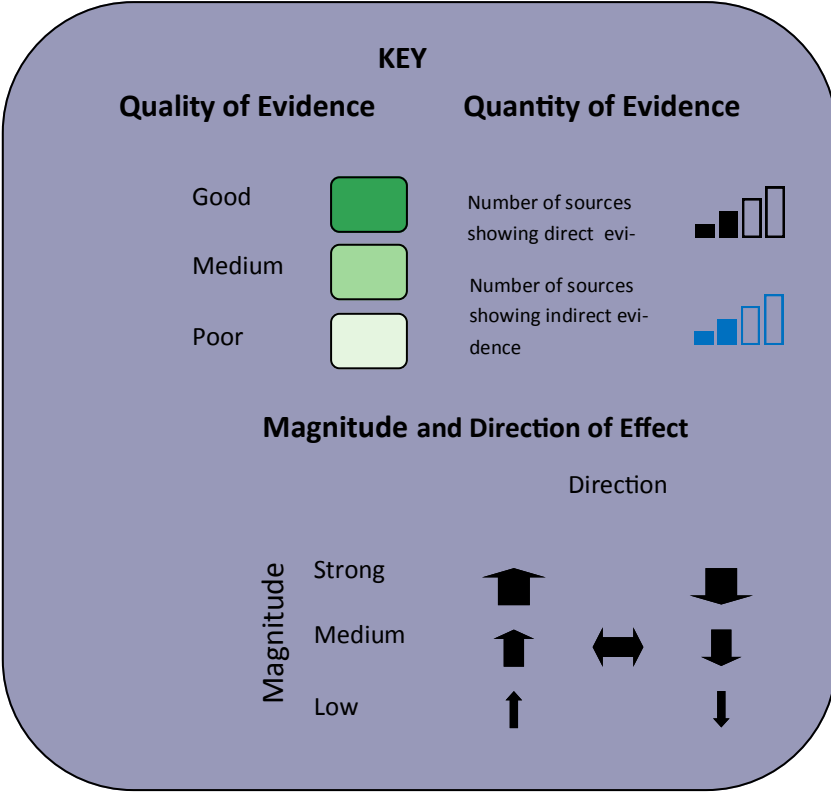 KEY
Quality of Evidence
Quantity of Evidence
Good
Medium
Poor
Number of sources
showing direct evi-
Number of sources
showing indirect evi-
dence
Magnitude and Direction of Effect
Direction
Magnitude
Strong
Medium
Low